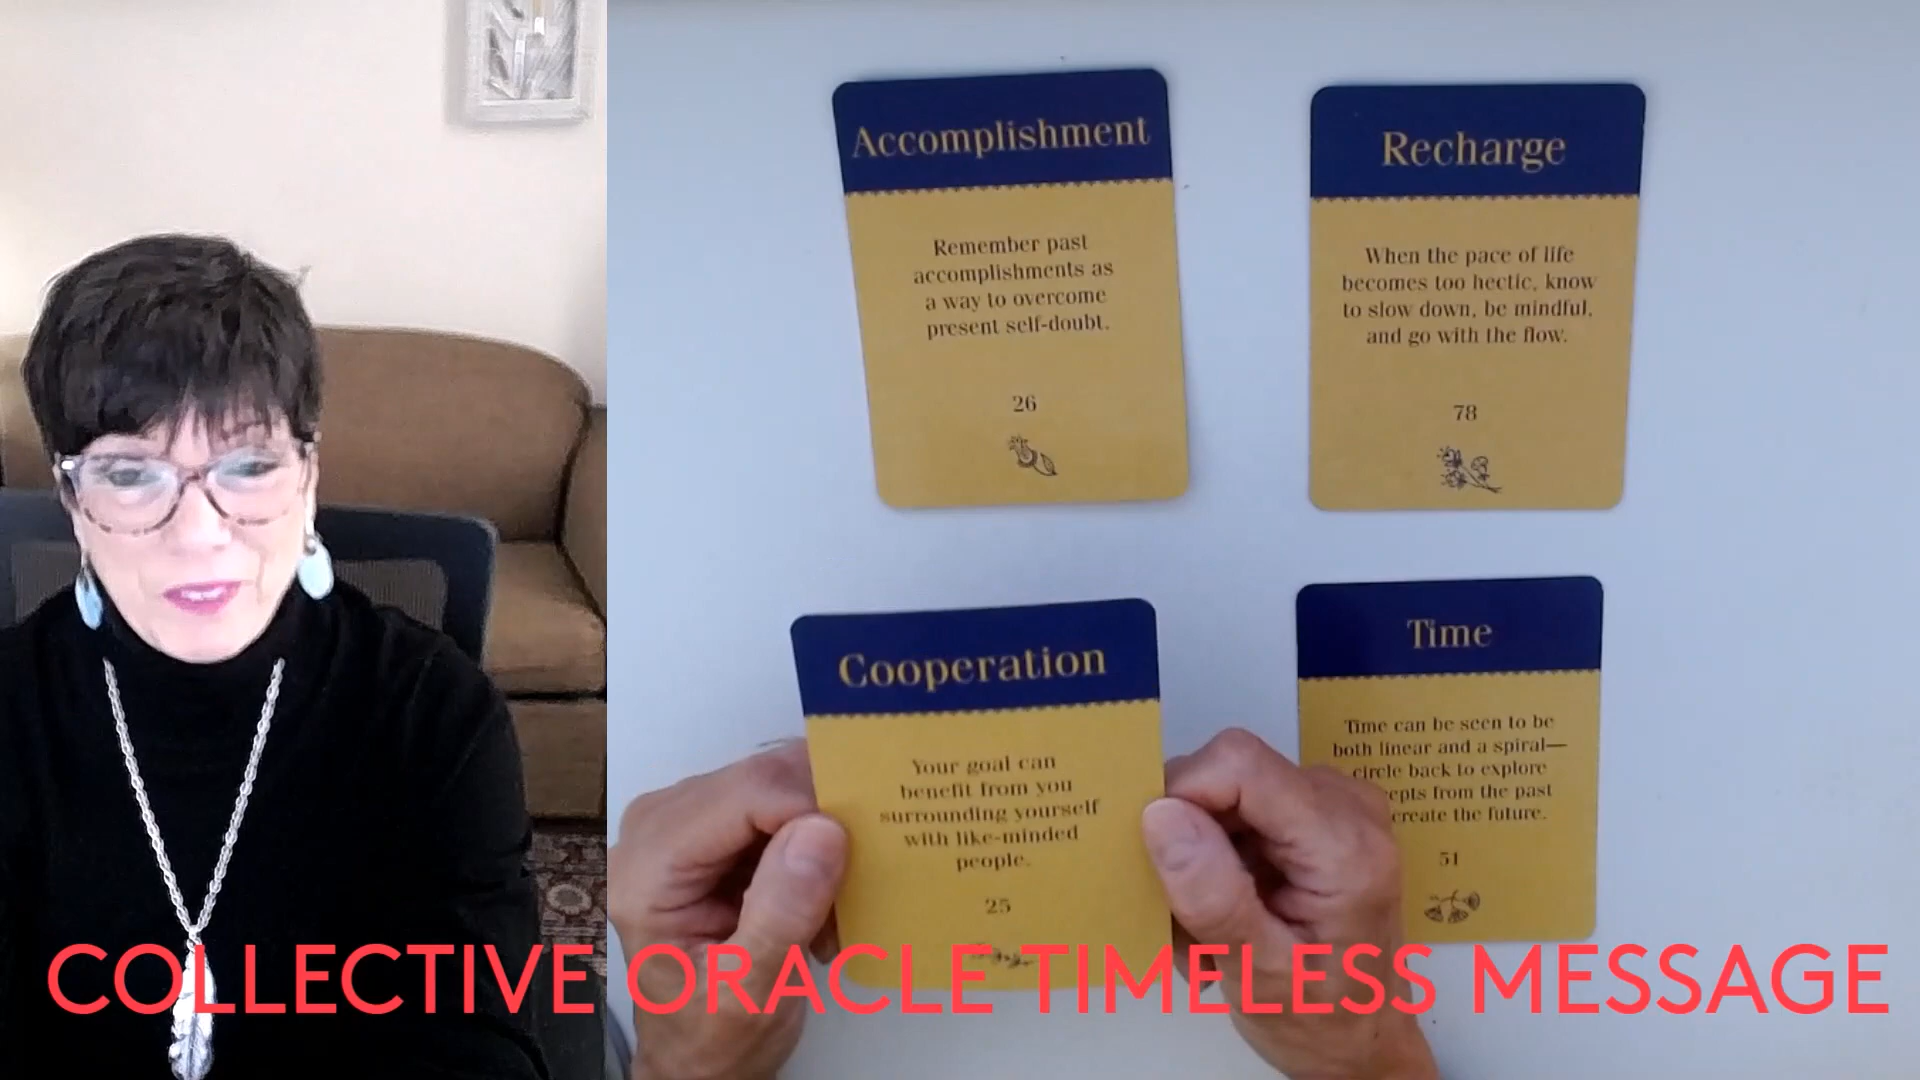 Accomplishment
Remember past
accomplishments as
a way to overcome
present self-doubt.
26
Recharge
When the pace of life
becomes too hectic, know
to slow down, be mindful,
and go with the flow.
78
Cooperation
Your goal can
benefit from you
surrounding yourself
with like-minded
people.
25
Time
Time can be seen to be
both linear and a spiral—
circle back to explore
from the past
create the future.
51
COLLECTIVE ORACLE TIMELESS MESSAGE